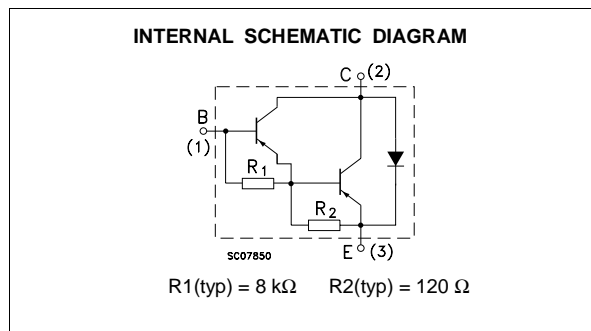 INTERNAL SCHEMATIC DIAGRAM
C (2)
B
(1)
R1
R2
E (3)
SC07850
R1(typ) = 8 kΩ R2(typ) = 120 Ω